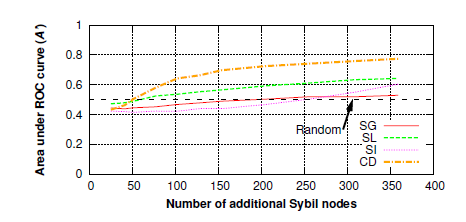 Area under ROC curve (A')
1
0.8
0.6
0.4
0.2
0
Random
SG
SL
SI
CD
0 50 100 150 200 250 300 350 400
Number of additional Sybil nodes